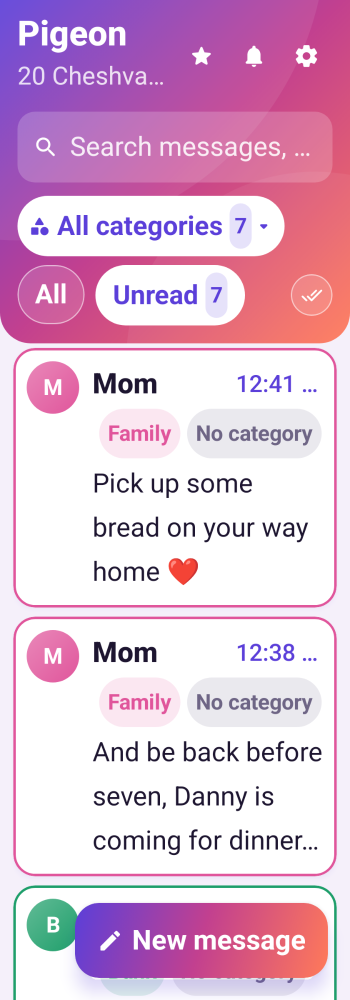 Pigeon
20 Cheshva…
Search messages, …
All categories 7
All
Unread 7
M
Mom
12:41 …
Family
No category
Pick up some
bread on your way
home ❤️
M
Mom
12:38 …
Family
No category
And be back before
seven, Danny is
coming for dinner…
B
New message